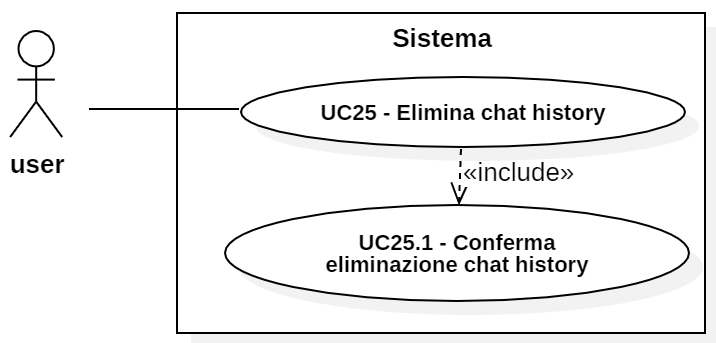 Sistema
UC25 - Elimina chat history
user
«include»
UC25.1 - Conferma
eliminazione chat history